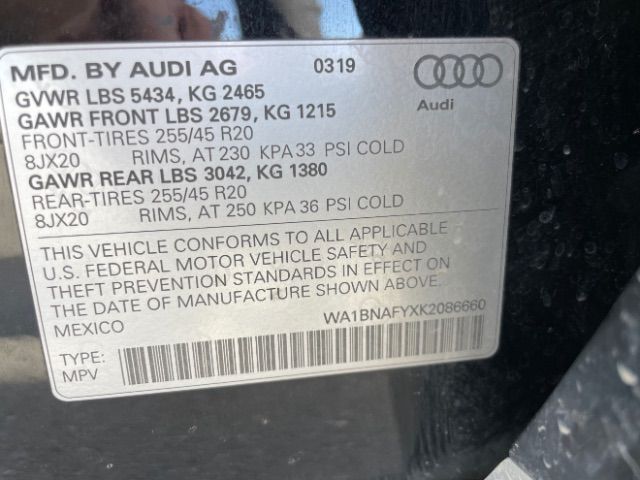 MFD. BY AUDI AG 0319
GVWR LBS 5434, KG 2465
GAWR FRONT LBS 2679, KG 1215
FRONT-TIRES 255/45 R20
8JX20 RIMS, AT 230 KPA 33 PSI COLD
GAWR REAR LBS 3042, KG 1380
REAR-TIRES 255/45 R20
8JX20 RIMS, AT 250 KPA 36 PSI COLD
Audi
THIS VEHICLE CONFORMS TO ALL APPLICABLE
U.S. FEDERAL MOTOR VEHICLE SAFETY AND
THEFT PREVENTION STANDARDS IN EFFECT ON
THE DATE OF MANUFACTURE SHOWN ABOVE.
MEXICO
WA1BNAFYXK2086660
TYPE:
MPV